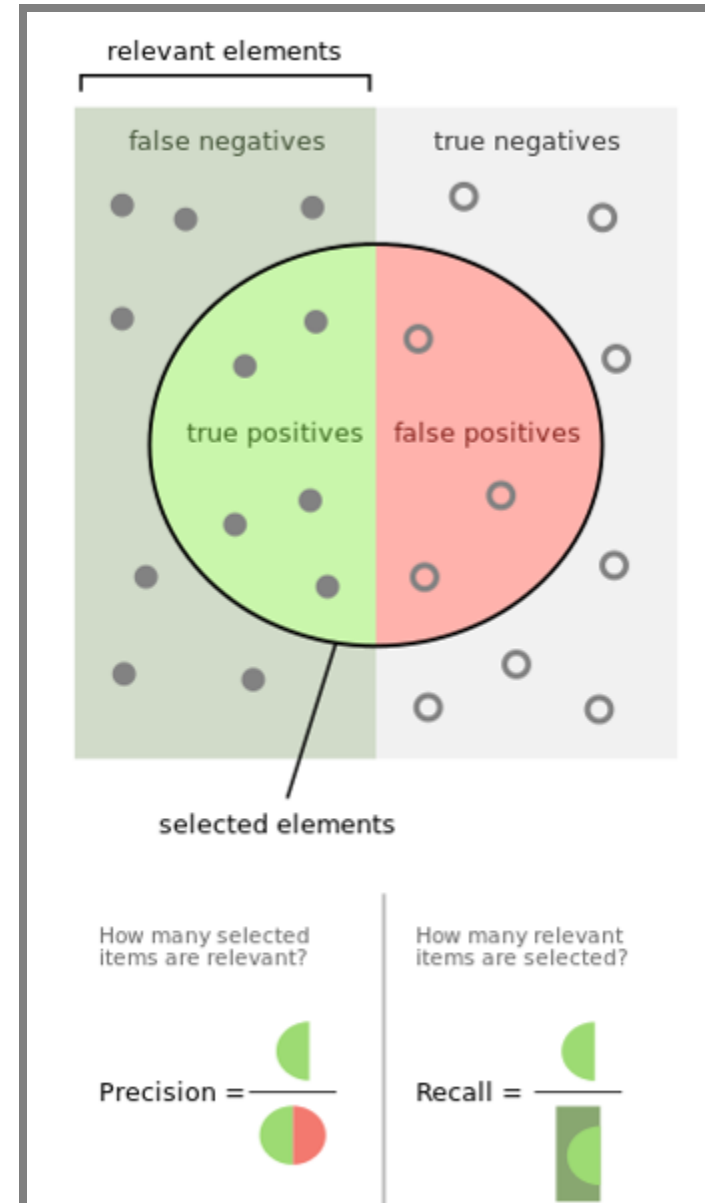 relevant elements
false negatives
true negatives
true positives
false positives
selected elements
How many selected
items are relevant?
How many relevant
items are selected?
Precision =
Recall =